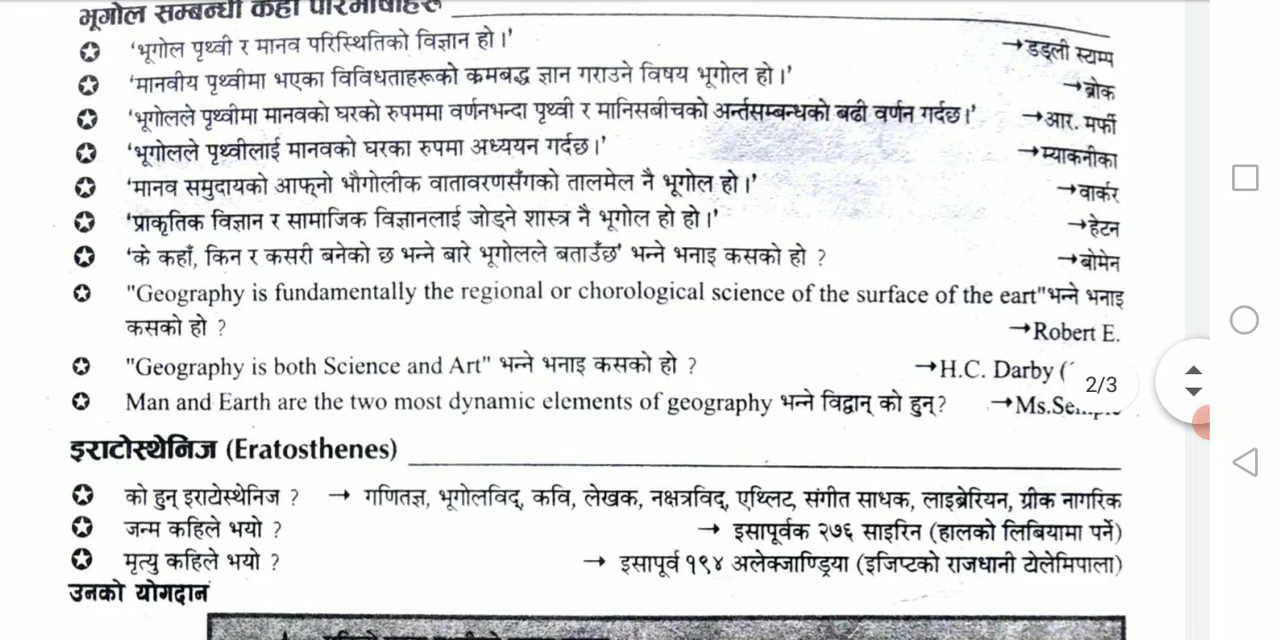 भूगोल सम्बन्धी केही परिभाषाहरु
'भूगोल पृथ्वी र मानव परिस्थितिको विज्ञान हो।' →डड्ली स्टाम्प
'मानवीय पृथ्वीमा भएका विविधताहरूको कमबद्ध ज्ञान गराउने विषय भूगोल हो।' →ब्रोक
'भूगोलले पृथ्वीमा मानवको घरको रुपममा वर्णनभन्दा पृथ्वी र मानिसबीचको अर्न्तसम्बन्धको बढी वर्णन गर्दछ।' →आर. मर्फी
'भूगोलले पृथ्वीलाई मानवको घरका रुपमा अध्ययन गर्दछ।' →म्याकनीका
'मानव समुदायको आफ्नो भौगोलीक वातावरणसँगको तालमेल नै भूगोल हो।' →वार्कर
'प्राकृतिक विज्ञान र सामाजिक विज्ञानलाई जोड्ने शास्त्र नै भूगोल हो हो।' →हेटन
'के कहाँ, किन र कसरी बनेको छ भन्ने बारे भूगोलले बताउँछ' भन्ने भनाइ कसको हो ? →बोमेन
"Geography is fundamentally the regional or chorological science of the surface of the eart"भन्ने भनाइ
कसको हो ? →Robert E.
"Geography is both Science and Art" भन्ने भनाइ कसको हो ? →H.C. Darby (
2/3
Man and Earth are the two most dynamic elements of geography भन्ने विद्वान् को हुन्? →Ms.
इराटोस्थेनिज (Eratosthenes)
को हुन् इराटोस्थेनिज ? → गणितज्ञ, भूगोलविद्, कवि, लेखक, नक्षत्रविद्, एथ्लिट, संगीत साधक, लाइब्रेरियन, ग्रीक नागरिक
जन्म कहिले भयो ? → इसापूर्वक २७६ साइरिन (हालको लिबियामा पर्ने)
मृत्यु कहिले भयो ? → इसापूर्व १९४ अलेक्जाण्ड्रिया (इजिप्टको राजधानी टोलेमिपाला)
उनको योगदान